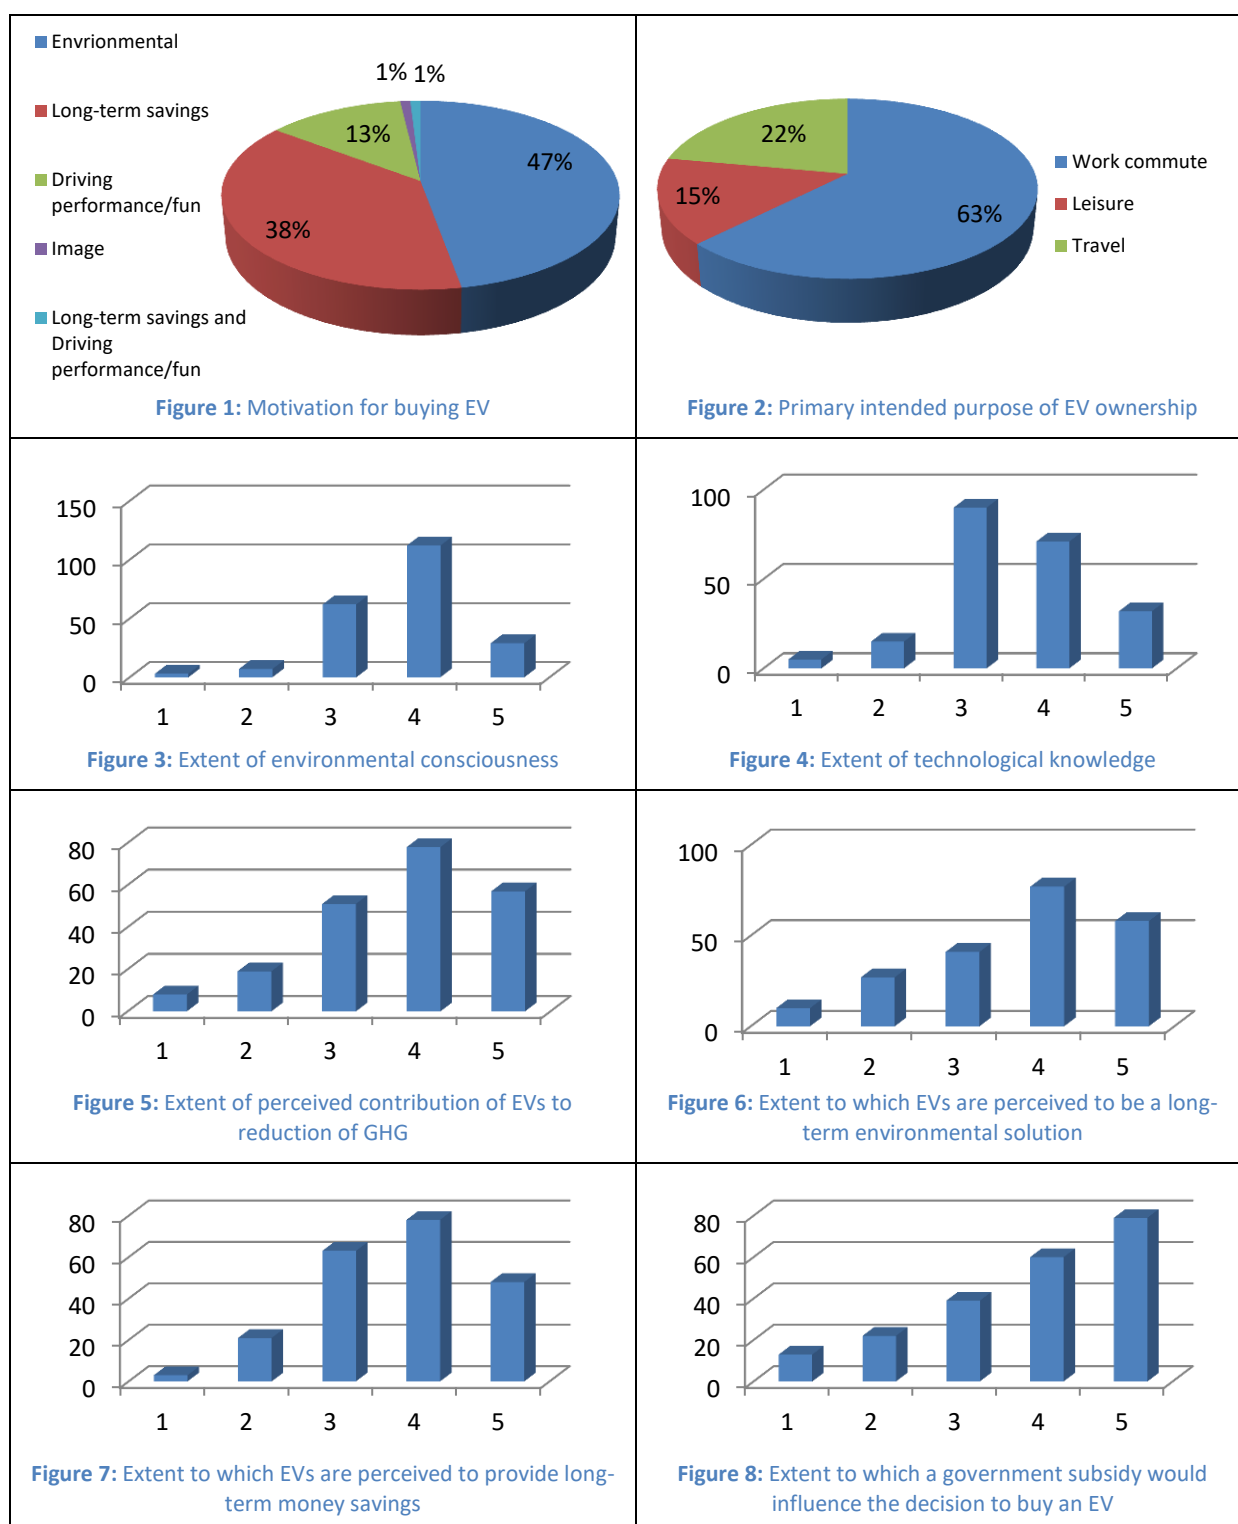 Envrionmental
Long-term savings
Driving
performance/fun
Image
Long-term savings and
Driving
performance/fun
1%
1%
13%
47%
38%
Figure 1: Motivation for buying EV
22%
15%
63%
Work commute
Leisure
Travel
Figure 2: Primary intended purpose of EV ownership
150
100
50
0
1 2 3 4 5
Figure 3: Extent of environmental consciousness
100
50
0
1 2 3 4 5
Figure 4: Extent of technological knowledge
80
60
40
20
0
1 2 3 4 5
Figure 5: Extent of perceived contribution of EVs to
reduction of GHG
100
50
0
1 2 3 4 5
Figure 6: Extent to which EVs are perceived to be a long-
term environmental solution
80
60
40
20
0
1 2 3 4 5
Figure 7: Extent to which EVs are perceived to provide long-
term money savings
80
60
40
20
0
1 2 3 4 5
Figure 8: Extent to which a government subsidy would
influence the decision to buy an EV